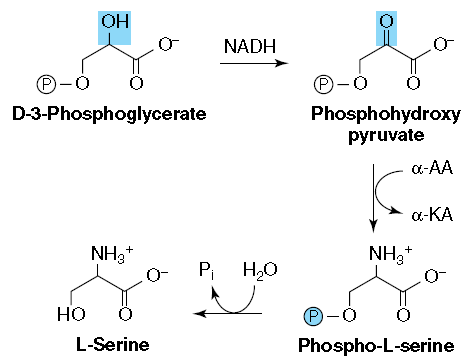 OH
O⁻
NADH
O
O⁻
P
O
O
P
O
O
D-3-Phosphoglycerate
Phosphohydroxy
pyruvate
α-AA
α-KA
NH₃⁺
O⁻
Pᵢ
H₂O
NH₃⁺
O⁻
HO
O
P
O
O
L-Serine
Phospho-L-serine